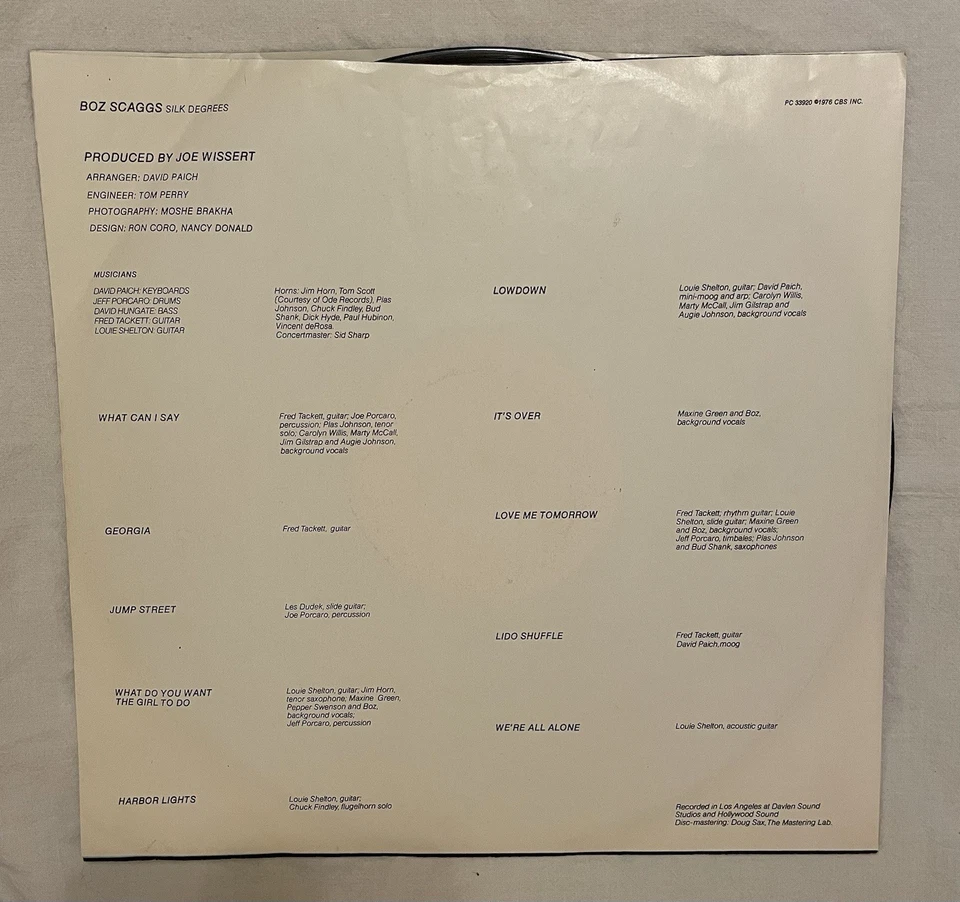 BOZ SCAGGS SILK DEGREES
PC 33920 ℗1976 CBS INC.
PRODUCED BY JOE WISSERT
ARRANGER: DAVID PAICH
ENGINEER: TOM PERRY
PHOTOGRAPHY: MOSHE BRAKHA
DESIGN: RON CORO, NANCY DONALD
MUSICIANS
DAVID PAICH: KEYBOARDS
JEFF PORCARO: DRUMS
DAVID HUNGATE: BASS
FRED TACKETT: GUITAR
LOUIE SHELTON: GUITAR
Horns: Jim Horn, Tom Scott
(Courtesy of Ode Records), Plas
Johnson, Chuck Findley, Bud
Shank, Dick Hyde, Paul Hubinon,
Vincent deRosa.
Concertmaster: Sid Sharp
WHAT CAN I SAY
Fred Tackett, guitar; Joe Porcaro,
percussion; Plas Johnson, tenor
solo; Carolyn Willis, Marty McCall,
Jim Gilstrap and Augie Johnson,
background vocals
GEORGIA
Fred Tackett, guitar
JUMP STREET
Les Dudek, slide guitar;
Joe Porcaro, percussion
WHAT DO YOU WANT
THE GIRL TO DO
Louie Shelton, guitar; Jim Horn,
tenor saxophone; Maxine Green,
Pepper Swenson and Boz,
background vocals;
Jeff Porcaro, percussion
HARBOR LIGHTS
Louie Shelton, guitar;
Chuck Findley, flugelhorn solo
LOWDOWN
Louie Shelton, guitar; David Paich,
mini-moog and arp; Carolyn Willis,
Marty McCall, Jim Gilstrap and
Augie Johnson, background vocals
IT'S OVER
Maxine Green and Boz,
background vocals
LOVE ME TOMORROW
Fred Tackett; rhythm guitar; Louie
Shelton, slide guitar; Maxine Green
and Boz, background vocals;
Jeff Porcaro, timbales; Plas Johnson
and Bud Shank, saxophones
LIDO SHUFFLE
Fred Tackett, guitar
David Paich, moog
WE'RE ALL ALONE
Louie Shelton, acoustic guitar
Recorded in Los Angeles at Davlen Sound
Studios and Hollywood Sound
Disc-mastering: Doug Sax, The Mastering Lab.